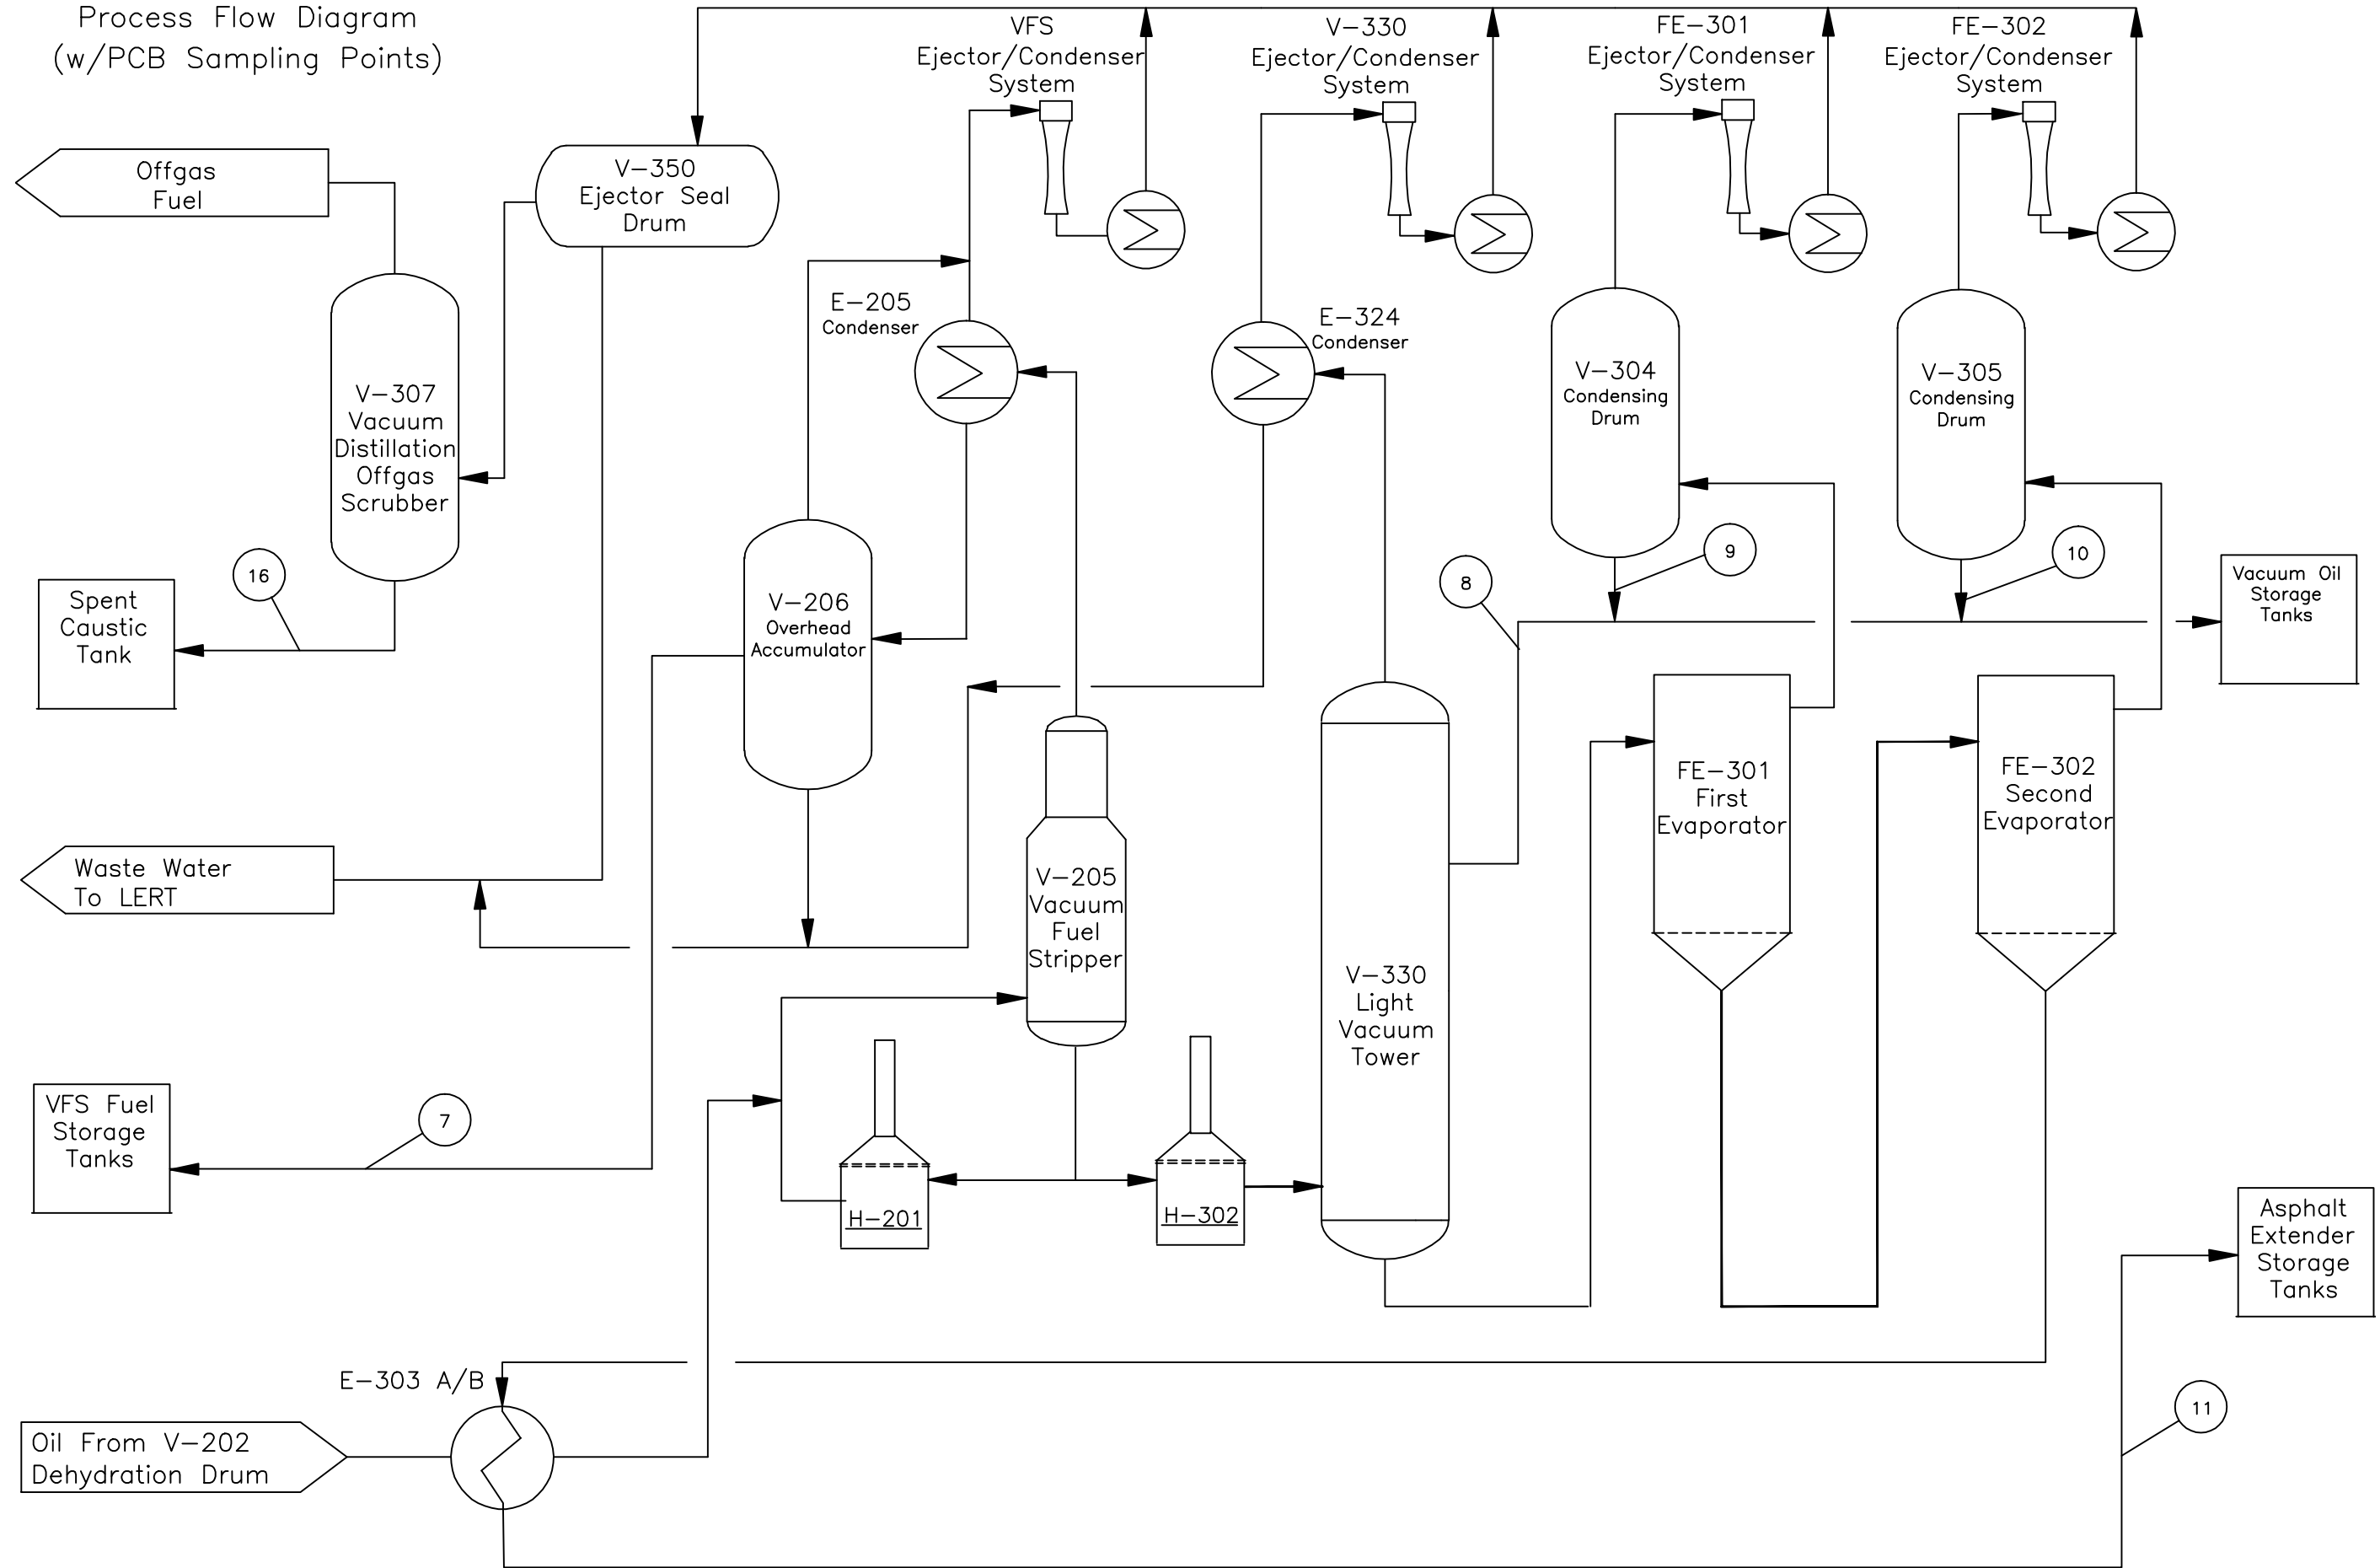 Process Flow Diagram
(w/PCB Sampling Points)
VFS
Ejector/Condenser
System
V-330
Ejector/Condenser
System
FE-301
Ejector/Condenser
System
FE-302
Ejector/Condenser
System
Offgas
Fuel
V-350
Ejector Seal
Drum
E-205
Condenser
E-324
Condenser
V-307
Vacuum
Distillation
Offgas
Scrubber
V-304
Condensing
Drum
V-305
Condensing
Drum
16
9
10
8
Spent
Caustic
Tank
V-206
Overhead
Accumulator
Vacuum Oil
Storage
Tanks
FE-301
First
Evaporator
FE-302
Second
Evaporator
Waste Water
To LERT
V-205
Vacuum
Fuel
Stripper
V-330
Light
Vacuum
Tower
VFS Fuel
Storage
Tanks
7
H-201
H-302
Asphalt
Extender
Storage
Tanks
E-303 A/B
11
Oil From V-202
Dehydration Drum